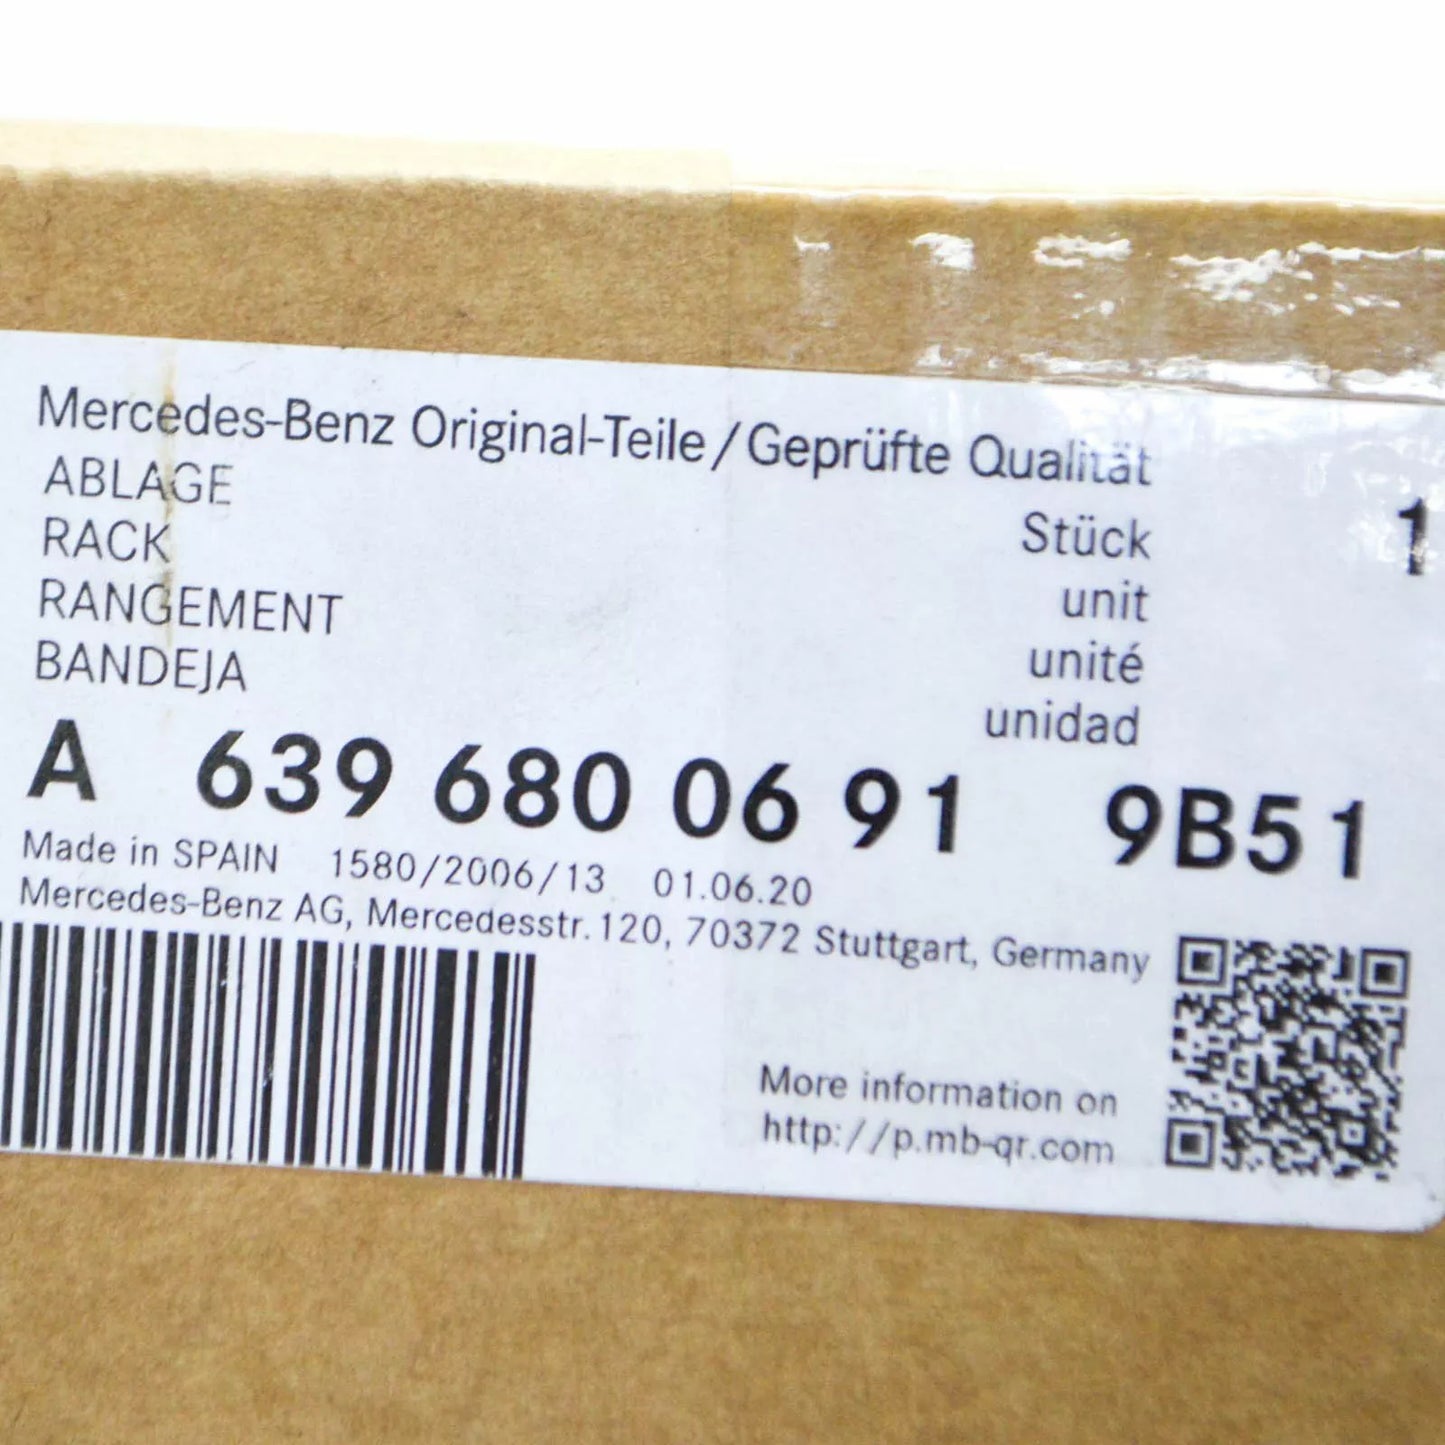 Mercedes-Benz Original-Teile/Geprüfte Qualität
ABLAGE
RACK
RANGEMENT
BANDEJA
Stück 1
unit
unité
unidad
A 639 680 06 91 9B51
Made in SPAIN 1580/2006/13 01.06.20
Mercedes-Benz AG, Mercedesstr. 120, 70372 Stuttgart, Germany
More information on
http://p.mb-qr.com